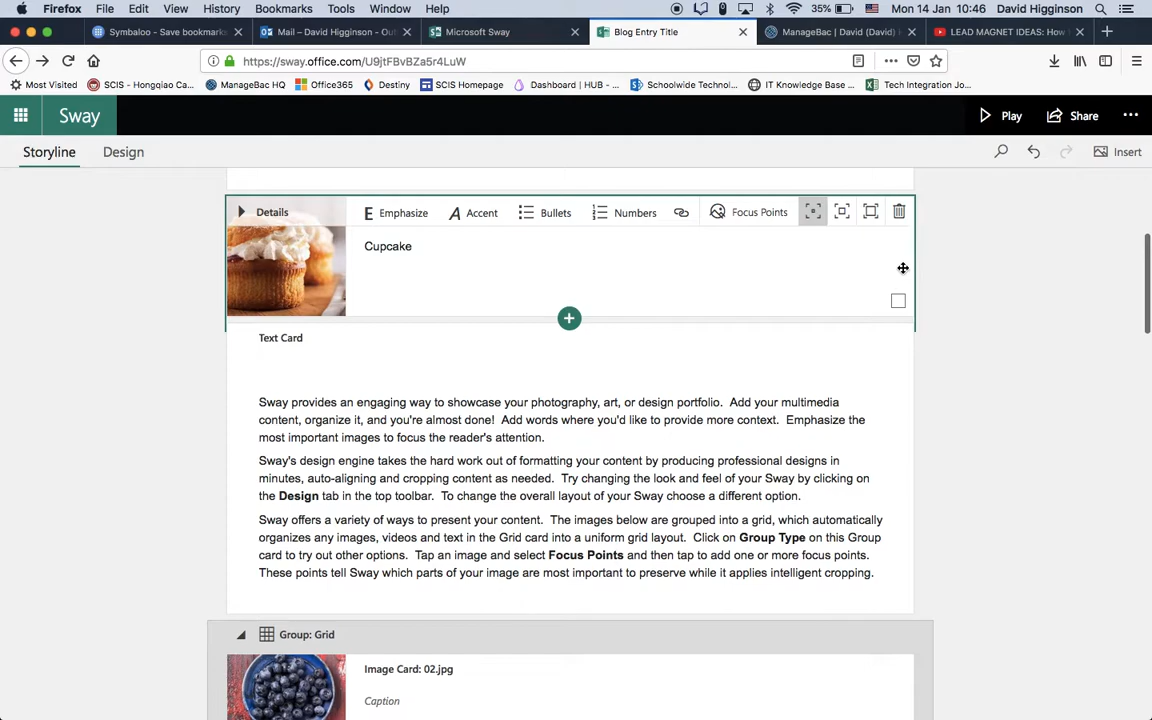 Firefox File Edit View History Bookmarks Tools Window Help 35% Mon 14 Jan 10:46 David Higginson
Symbaloo - Save bookmarks Mail – David Higginson - Out Microsoft Sway Blog Entry Title ManageBac | David (David) LEAD MAGNET IDEAS: How
https://sway.office.com/U9jtFBvBZa5r4LuW
Most Visited SCIS - Hongqiao Ca... ManageBac HQ Office365 Destiny SCIS Homepage Dashboard | HUB - ... Schoolwide Technol... IT Knowledge Base ... Tech Integration Jo...
Sway Play Share
Storyline Design Insert
Details E Emphasize A Accent Bullets Numbers Focus Points
Cupcake
Text Card
Sway provides an engaging way to showcase your photography, art, or design portfolio. Add your multimedia
content, organize it, and you're almost done! Add words where you'd like to provide more context. Emphasize the
most important images to focus the reader's attention.
Sway's design engine takes the hard work out of formatting your content by producing professional designs in
minutes, auto-aligning and cropping content as needed. Try changing the look and feel of your Sway by clicking on
the Design tab in the top toolbar. To change the overall layout of your Sway choose a different option.
Sway offers a variety of ways to present your content. The images below are grouped into a grid, which automatically
organizes any images, videos and text in the Grid card into a uniform grid layout. Click on Group Type on this Group
card to try out other options. Tap an image and select Focus Points and then tap to add one or more focus points.
These points tell Sway which parts of your image are most important to preserve while it applies intelligent cropping.
Group: Grid
Image Card: 02.jpg
Caption